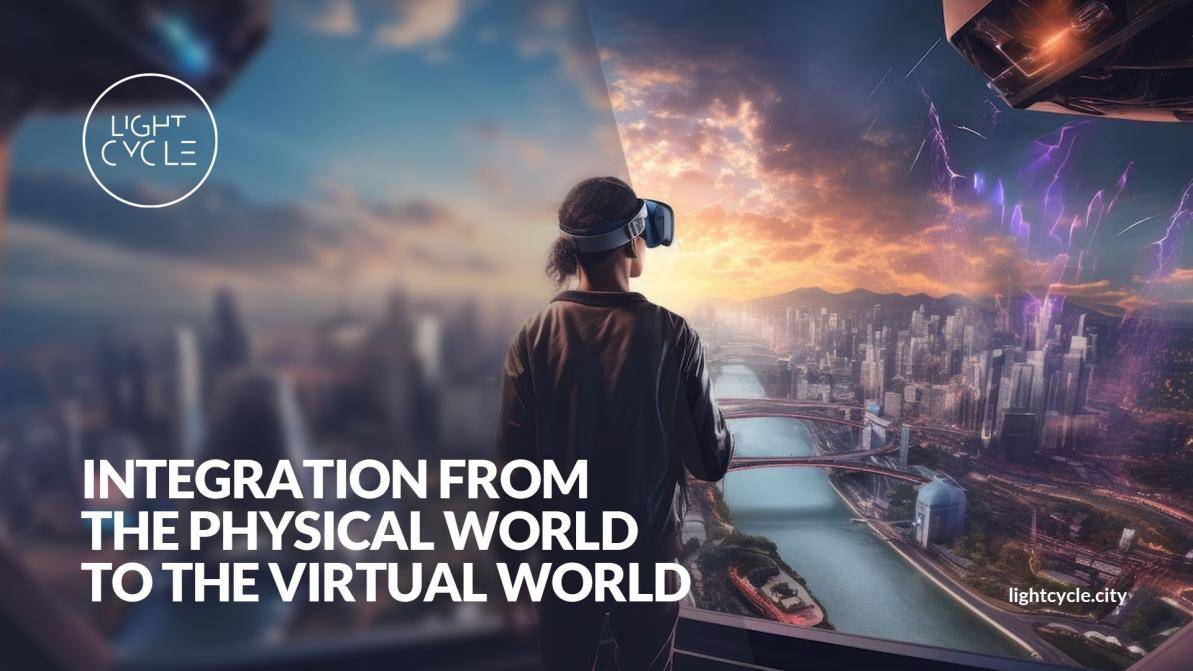 LIGHT
CYCLE
INTEGRATION FROM
THE PHYSICAL WORLD
TO THE VIRTUAL WORLD
lightcycle.city